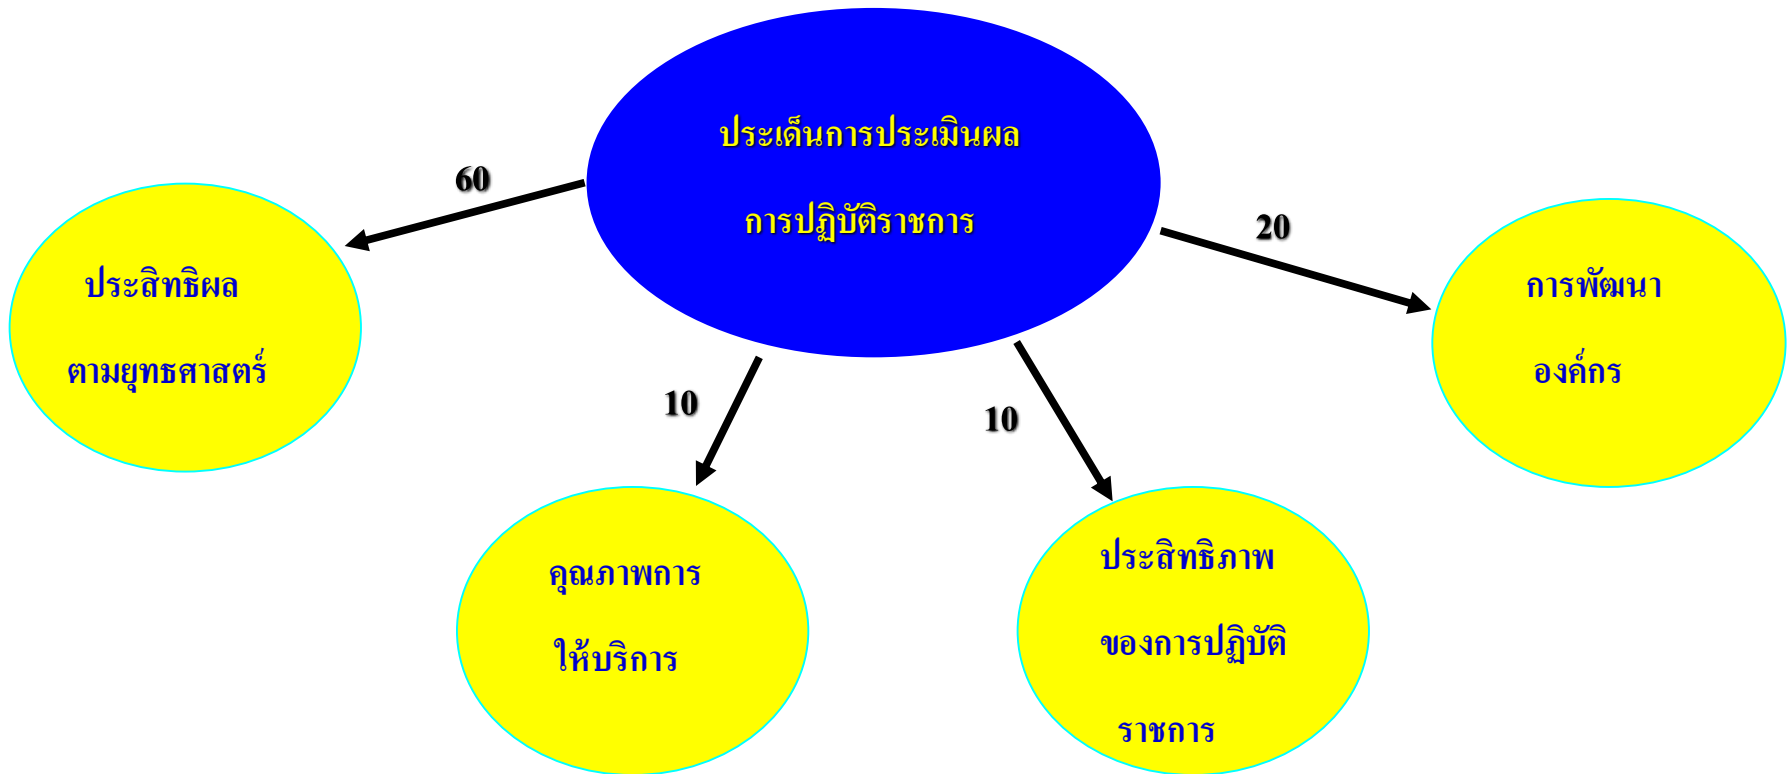 ประเด็นการประเมินผล
การปฏิบัติราชการ
60
20
ประสิทธิผล
ตามยุทธศาสตร์
การพัฒนา
องค์กร
10
10
คุณภาพการ
ให้บริการ
ประสิทธิภาพ
ของการปฏิบัติ
ราชการ